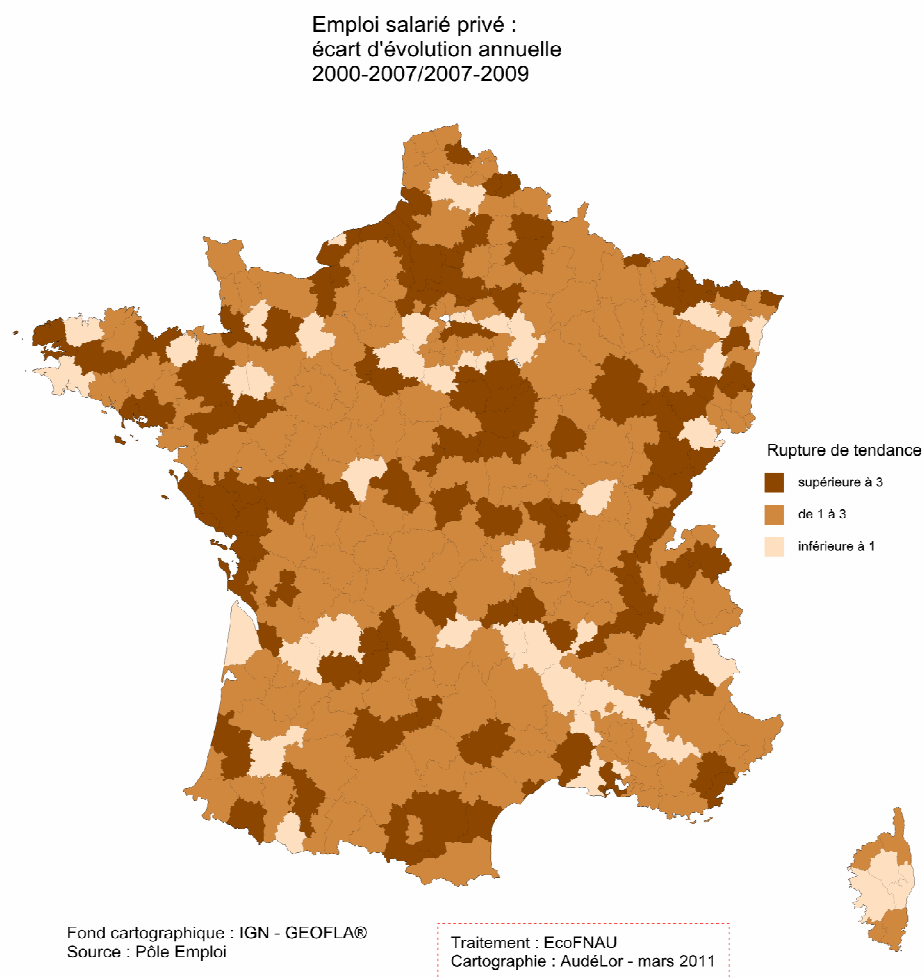 Emploi salarié privé :
écart d'évolution annuelle
2000-2007/2007-2009
Rupture de tendance
supérieure à 3
de 1 à 3
inférieure à 1
Fond cartographique : IGN - GEOFLA®
Source : Pôle Emploi
Traitement : EcoFNAU
Cartographie : AudéLor - mars 2011